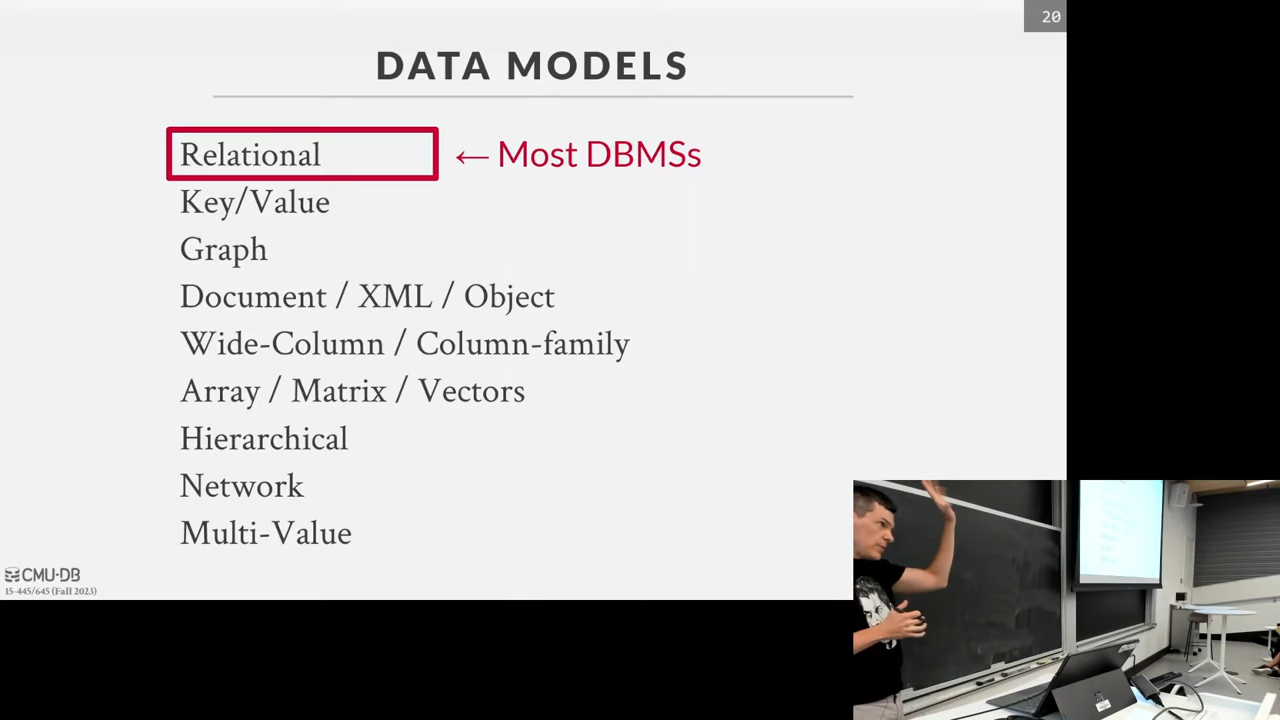 20
DATA MODELS
Relational
← Most DBMSs
Key/Value
Graph
Document / XML / Object
Wide-Column / Column-family
Array / Matrix / Vectors
Hierarchical
Network
Multi-Value
CMU·DB
15-445/645 (Fall 2023)